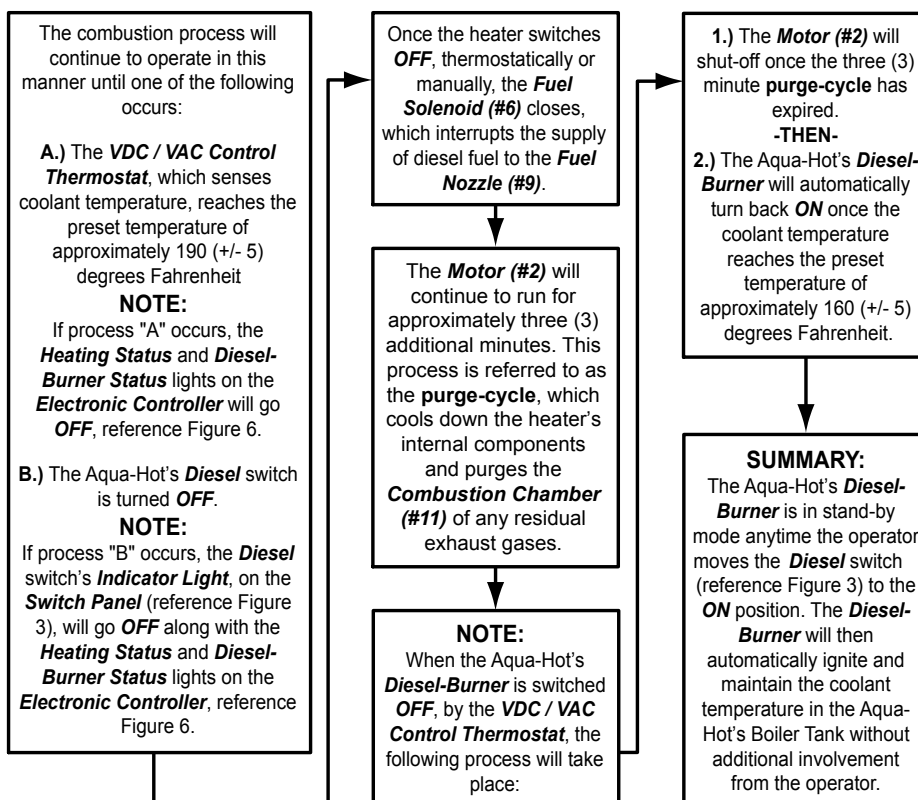 The combustion process will
continue to operate in this
manner until one of the following
occurs:
A.) The VDC / VAC Control
Thermostat, which senses
coolant temperature, reaches the
preset temperature of
approximately 190 (+/- 5)
degrees Fahrenheit
NOTE:
If process "A" occurs, the
Heating Status and Diesel-
Burner Status lights on the
Electronic Controller will go
OFF, reference Figure 6.
B.) The Aqua-Hot's Diesel switch
is turned OFF.
NOTE:
If process "B" occurs, the Diesel
switch's Indicator Light, on the
Switch Panel (reference Figure
3), will go OFF along with the
Heating Status and Diesel-
Burner Status lights on the
Electronic Controller, reference
Figure 6.
Once the heater switches
OFF, thermostatically or
manually, the Fuel
Solenoid (#6) closes,
which interrupts the supply
of diesel fuel to the Fuel
Nozzle (#9).
The Motor (#2) will
continue to run for
approximately three (3)
additional minutes. This
process is referred to as
the purge-cycle, which
cools down the heater's
internal components
and purges the
Combustion Chamber
(#11) of any residual
exhaust gases.
NOTE:
When the Aqua-Hot's
Diesel-Burner is switched
OFF, by the VDC / VAC
Control Thermostat, the
following process will take
place:
1.) The Motor (#2) will
shut-off once the three (3)
minute purge-cycle has
expired.
-THEN-
2.) The Aqua-Hot's Diesel-
Burner will automatically
turn back ON once the
coolant temperature
reaches the preset
temperature of
approximately 160 (+/- 5)
degrees Fahrenheit.
SUMMARY:
The Aqua-Hot's Diesel-
Burner is in stand-by
mode anytime the operator
moves the Diesel switch
(reference Figure 3) to the
ON position. The Diesel-
Burner will then
automatically ignite and
maintain the coolant
temperature in the Aqua-
Hot's Boiler Tank without
additional involvement
from the operator.